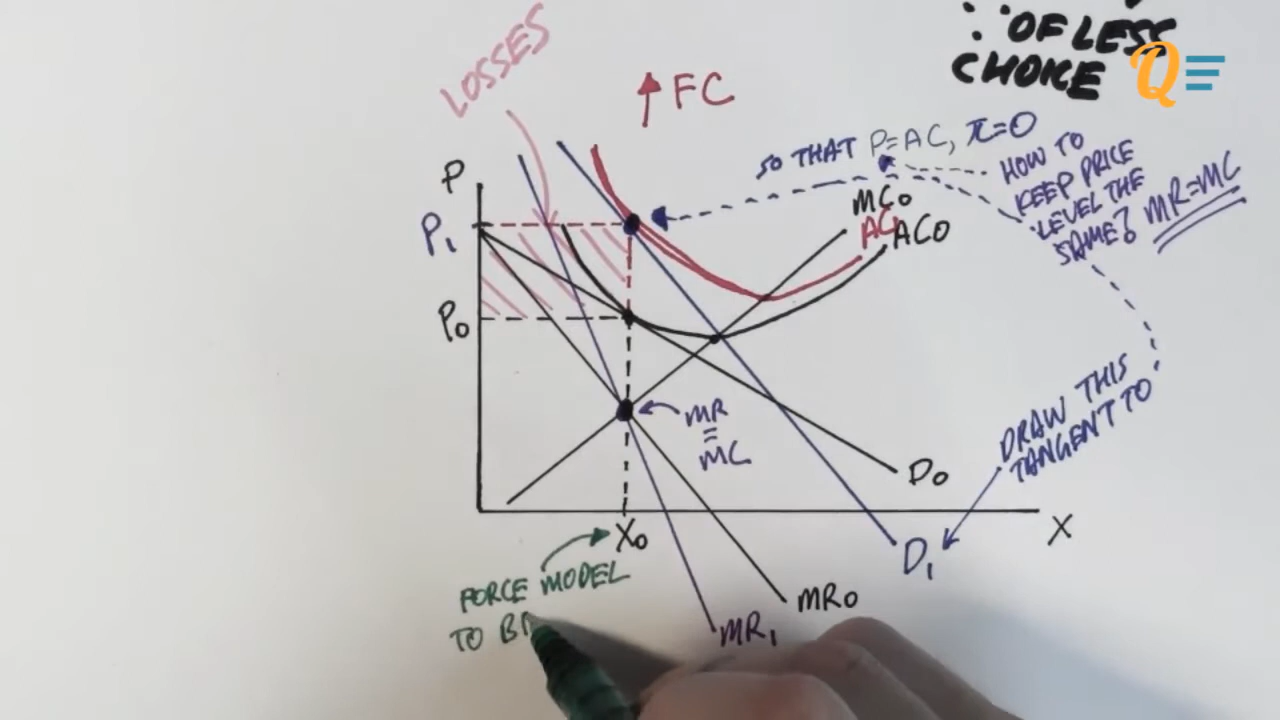 ∴ OF LESS
CHOICE
Q
LOSSES
↑ FC
SO THAT P=AC, π=0
HOW TO
KEEP PRICE
LEVEL THE
SAME? MR=MC
P
MC₀
AC₁
AC₀
P₁
P₀
MR
=
MC
DRAW THIS
TANGENT TO
D₀
D₁
X₀
X
FORCE MODEL
TO B
MR₀
MR₁